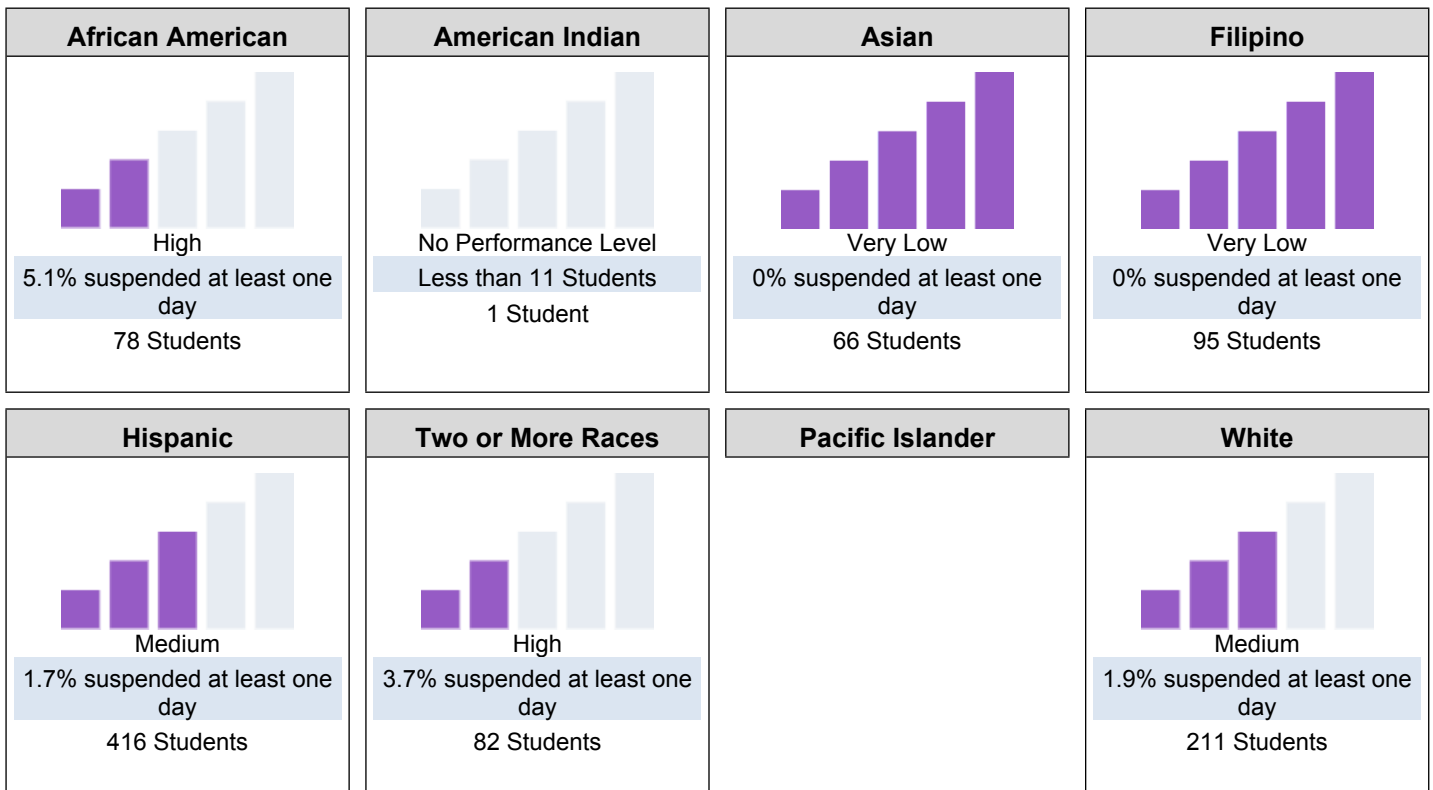 African American
High
5.1% suspended at least one
day
78 Students
American Indian
No Performance Level
Less than 11 Students
1 Student
Asian
Very Low
0% suspended at least one
day
66 Students
Filipino
Very Low
0% suspended at least one
day
95 Students
Hispanic
Medium
1.7% suspended at least one
day
416 Students
Two or More Races
High
3.7% suspended at least one
day
82 Students
Pacific Islander
White
Medium
1.9% suspended at least one
day
211 Students